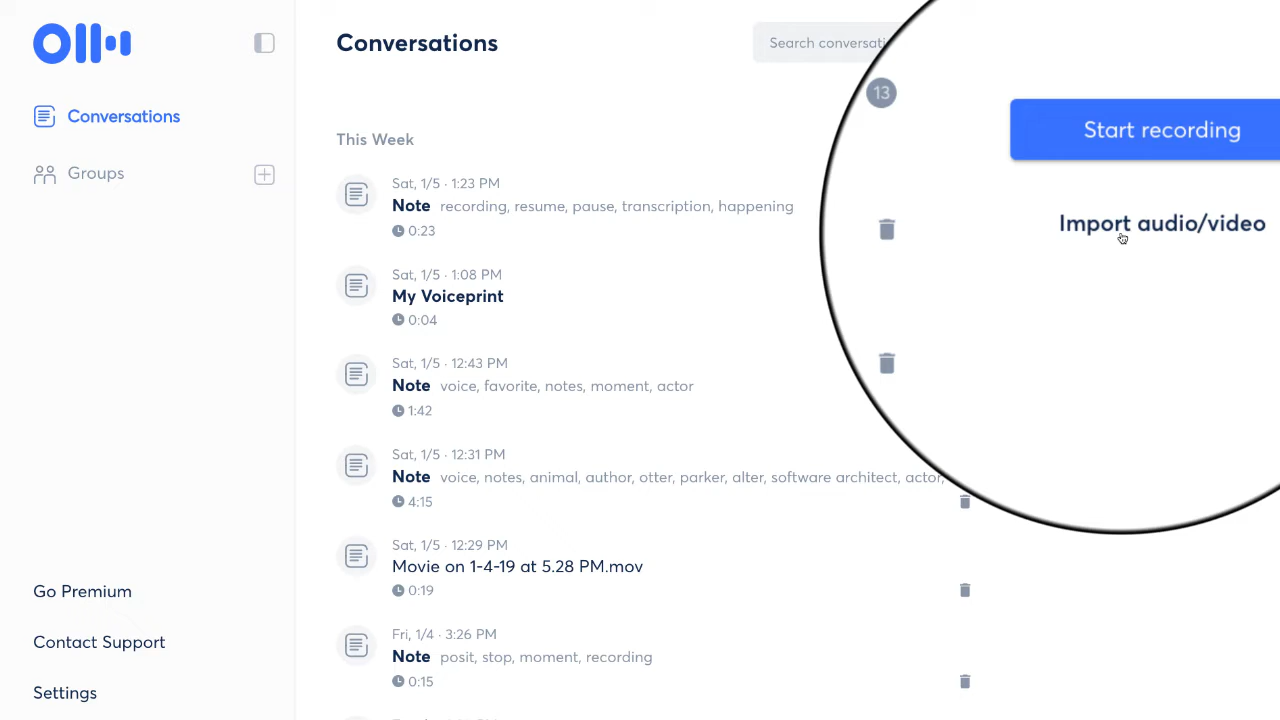 Conversations
Search conversati
13
Start recording
Import audio/video
Conversations
Groups
This Week
Sat, 1/5 · 1:23 PM
Note recording, resume, pause, transcription, happening
0:23
Sat, 1/5 · 1:08 PM
My Voiceprint
0:04
Sat, 1/5 · 12:43 PM
Note voice, favorite, notes, moment, actor
1:42
Sat, 1/5 · 12:31 PM
Note voice, notes, animal, author, otter, parker, alter, software architect, actor,
4:15
Sat, 1/5 · 12:29 PM
Movie on 1-4-19 at 5.28 PM.mov
0:19
Fri, 1/4 · 3:26 PM
Note posit, stop, moment, recording
0:15
Go Premium
Contact Support
Settings